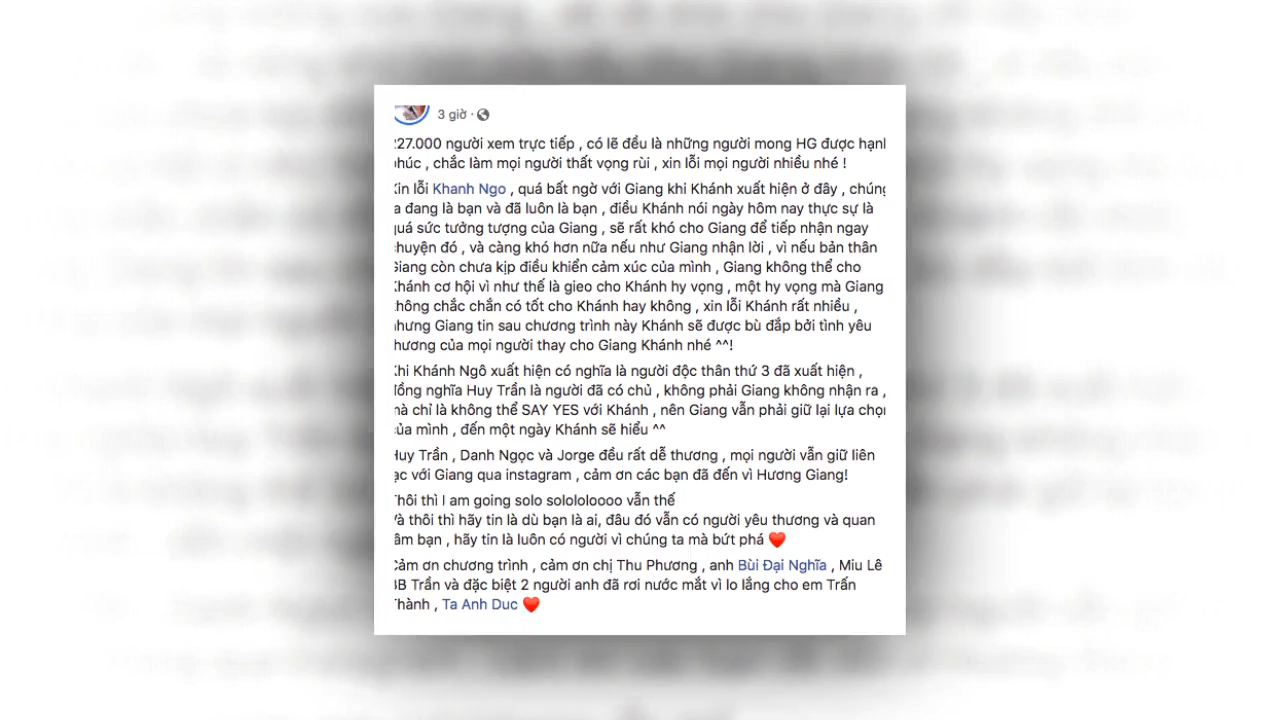 3 giờ ·
27.000 người xem trực tiếp , có lẽ đều là những người mong HG được hạnh
phúc , chắc làm mọi người thất vọng rùi , xin lỗi mọi người nhiều nhé !
Xin lỗi Khanh Ngo , quá bất ngờ với Giang khi Khánh xuất hiện ở đây , chúng
ta đang là bạn và đã luôn là bạn , điều Khánh nói ngày hôm nay thực sự là
quá sức tưởng tượng của Giang , sẽ rất khó cho Giang để tiếp nhận ngay
chuyện đó , và càng khó hơn nữa nếu như Giang nhận lời , vì nếu bản thân
Giang còn chưa kịp điều khiển cảm xúc của mình , Giang không thể cho
Khánh cơ hội vì như thế là gieo cho Khánh hy vọng , một hy vọng mà Giang
không chắc chắn có tốt cho Khánh hay không , xin lỗi Khánh rất nhiều ,
nhưng Giang tin sau chương trình này Khánh sẽ được bù đắp bởi tình yêu
thương của mọi người thay cho Giang Khánh nhé ^^!
Khi Khánh Ngô xuất hiện có nghĩa là người độc thân thứ 3 đã xuất hiện ,
đồng nghĩa Huy Trần là người đã có chủ , không phải Giang không nhận ra ,
mà chỉ là không thể SAY YES với Khánh , nên Giang vẫn phải giữ lại lựa chọn
của mình , đến một ngày Khánh sẽ hiểu ^^
Huy Trần , Danh Ngọc và Jorge đều rất dễ thương , mọi người vẫn giữ liên
lạc với Giang qua instagram , cảm ơn các bạn đã đến vì Hương Giang!
Thôi thì I am going solo solololoooo vẫn thế
Và thôi thì hãy tin là dù bạn là ai, đâu đó vẫn có người yêu thương và quan
tâm bạn , hãy tin là luôn có người vì chúng ta mà bứt phá ❤️
Cảm ơn chương trình , cảm ơn chị Thu Phương , anh Bùi Đại Nghĩa , Miu Lê
BB Trần và đặc biệt 2 người anh đã rơi nước mắt vì lo lắng cho em Trấn
Thành , Ta Anh Duc ❤️